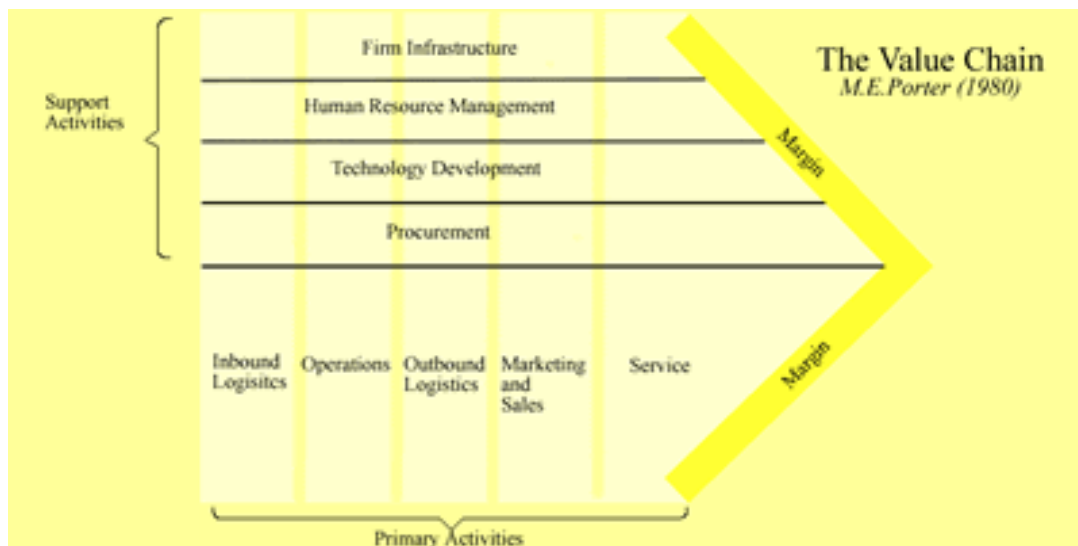 Firm Infrastructure
The Value Chain
M.E.Porter (1980)
Support
Activities
Human Resource Management
Margin
Technology Development
Procurement
Inbound
Logisitcs
Operations
Outbound
Logistics
Marketing
and
Sales
Service
Margin
Primary Activities